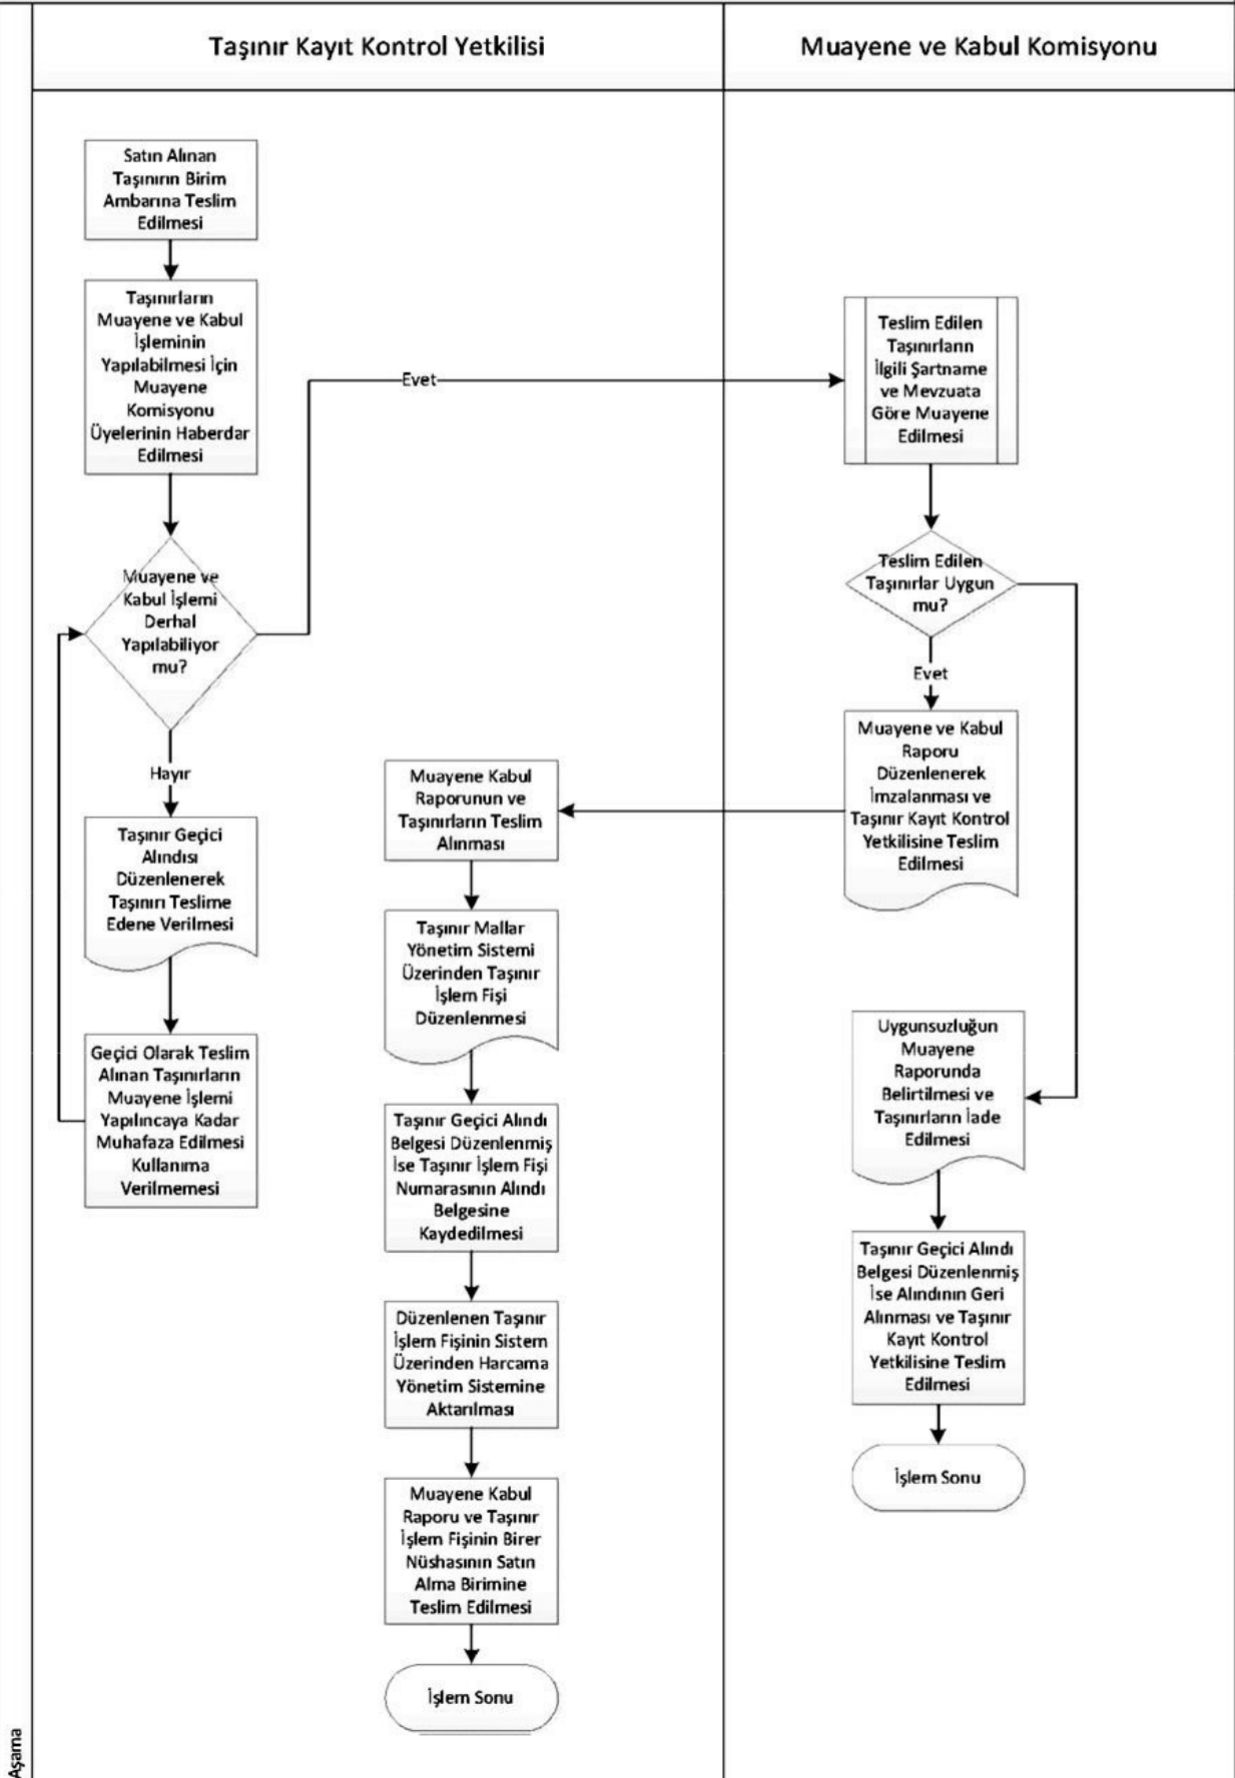 Taşınır Kayıt Kontrol Yetkilisi
Muayene ve Kabul Komisyonu
Satın Alınan
Taşınırın Birim
Ambarına Teslim
Edilmesi
Taşınırların
Muayene ve Kabul
İşleminin
Yapılabilmesi İçin
Muayene
Komisyonu
Üyelerinin Haberdar
Edilmesi
Muayene ve
Kabul İşlemi
Derhal
Yapılabiliyor
mu?
Evet
Hayır
Taşınır Geçici
Alındısı
Düzenlenerek
Taşınırı Teslime
Edene Verilmesi
Geçici Olarak Teslim
Alınan Taşınırların
Muayene İşlemi
Yapılıncaya Kadar
Muhafaza Edilmesi
Kullanıma
Verilmemesi
Teslim Edilen
Taşınırların
İlgili Şartname
ve Mevzuata
Göre Muayene
Edilmesi
Teslim Edilen
Taşınırlar Uygun
mu?
Evet
Muayene ve Kabul
Raporu
Düzenlenerek
İmzalanması ve
Taşınır Kayıt Kontrol
Yetkilisine Teslim
Edilmesi
Muayene Kabul
Raporunun ve
Taşınırların Teslim
Alınması
Taşınır Mallar
Yönetim Sistemi
Üzerinden Taşınır
İşlem Fişi
Düzenlenmesi
Taşınır Geçici Alındı
Belgesi Düzenlenmiş
İse Taşınır İşlem Fişi
Numarasının Alındı
Belgesine
Kaydedilmesi
Düzenlenen Taşınır
İşlem Fişinin Sistem
Üzerinden Harcama
Yönetim Sistemine
Aktarılması
Muayene Kabul
Raporu ve Taşınır
İşlem Fişinin Birer
Nüshasının Satın
Alma Birimine
Teslim Edilmesi
İşlem Sonu
Uygunsuzluğun
Muayene
Raporunda
Belirtilmesi ve
Taşınırların İade
Edilmesi
Taşınır Geçici Alındı
Belgesi Düzenlenmiş
İse Alındının Geri
Alınması ve Taşınır
Kayıt Kontrol
Yetkilisine Teslim
Edilmesi
İşlem Sonu
Aşama